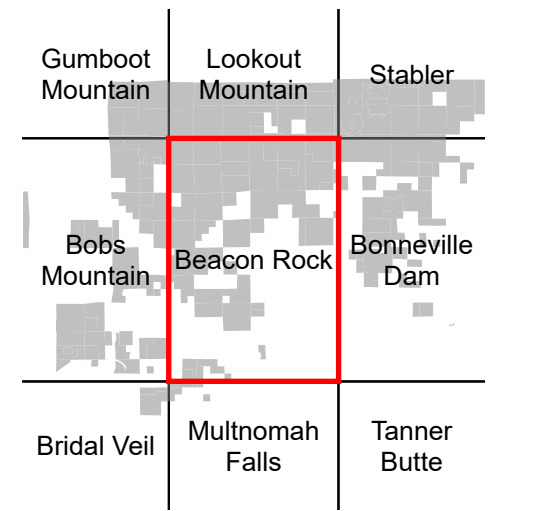 Gumboot
Mountain
Lookout
Mountain
Stabler
Bobs
Mountain
Beacon Rock
Bonneville
Dam
Bridal Veil
Multnomah
Falls
Tanner
Butte